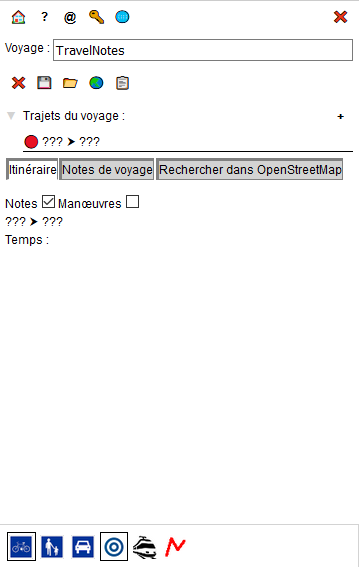 ? @
Voyage : TravelNotes
Trajets du voyage : +
??? ➤ ???
Itinéraire Notes de voyage Rechercher dans OpenStreetMap
Notes Manœuvres
??? ➤ ???
Temps :